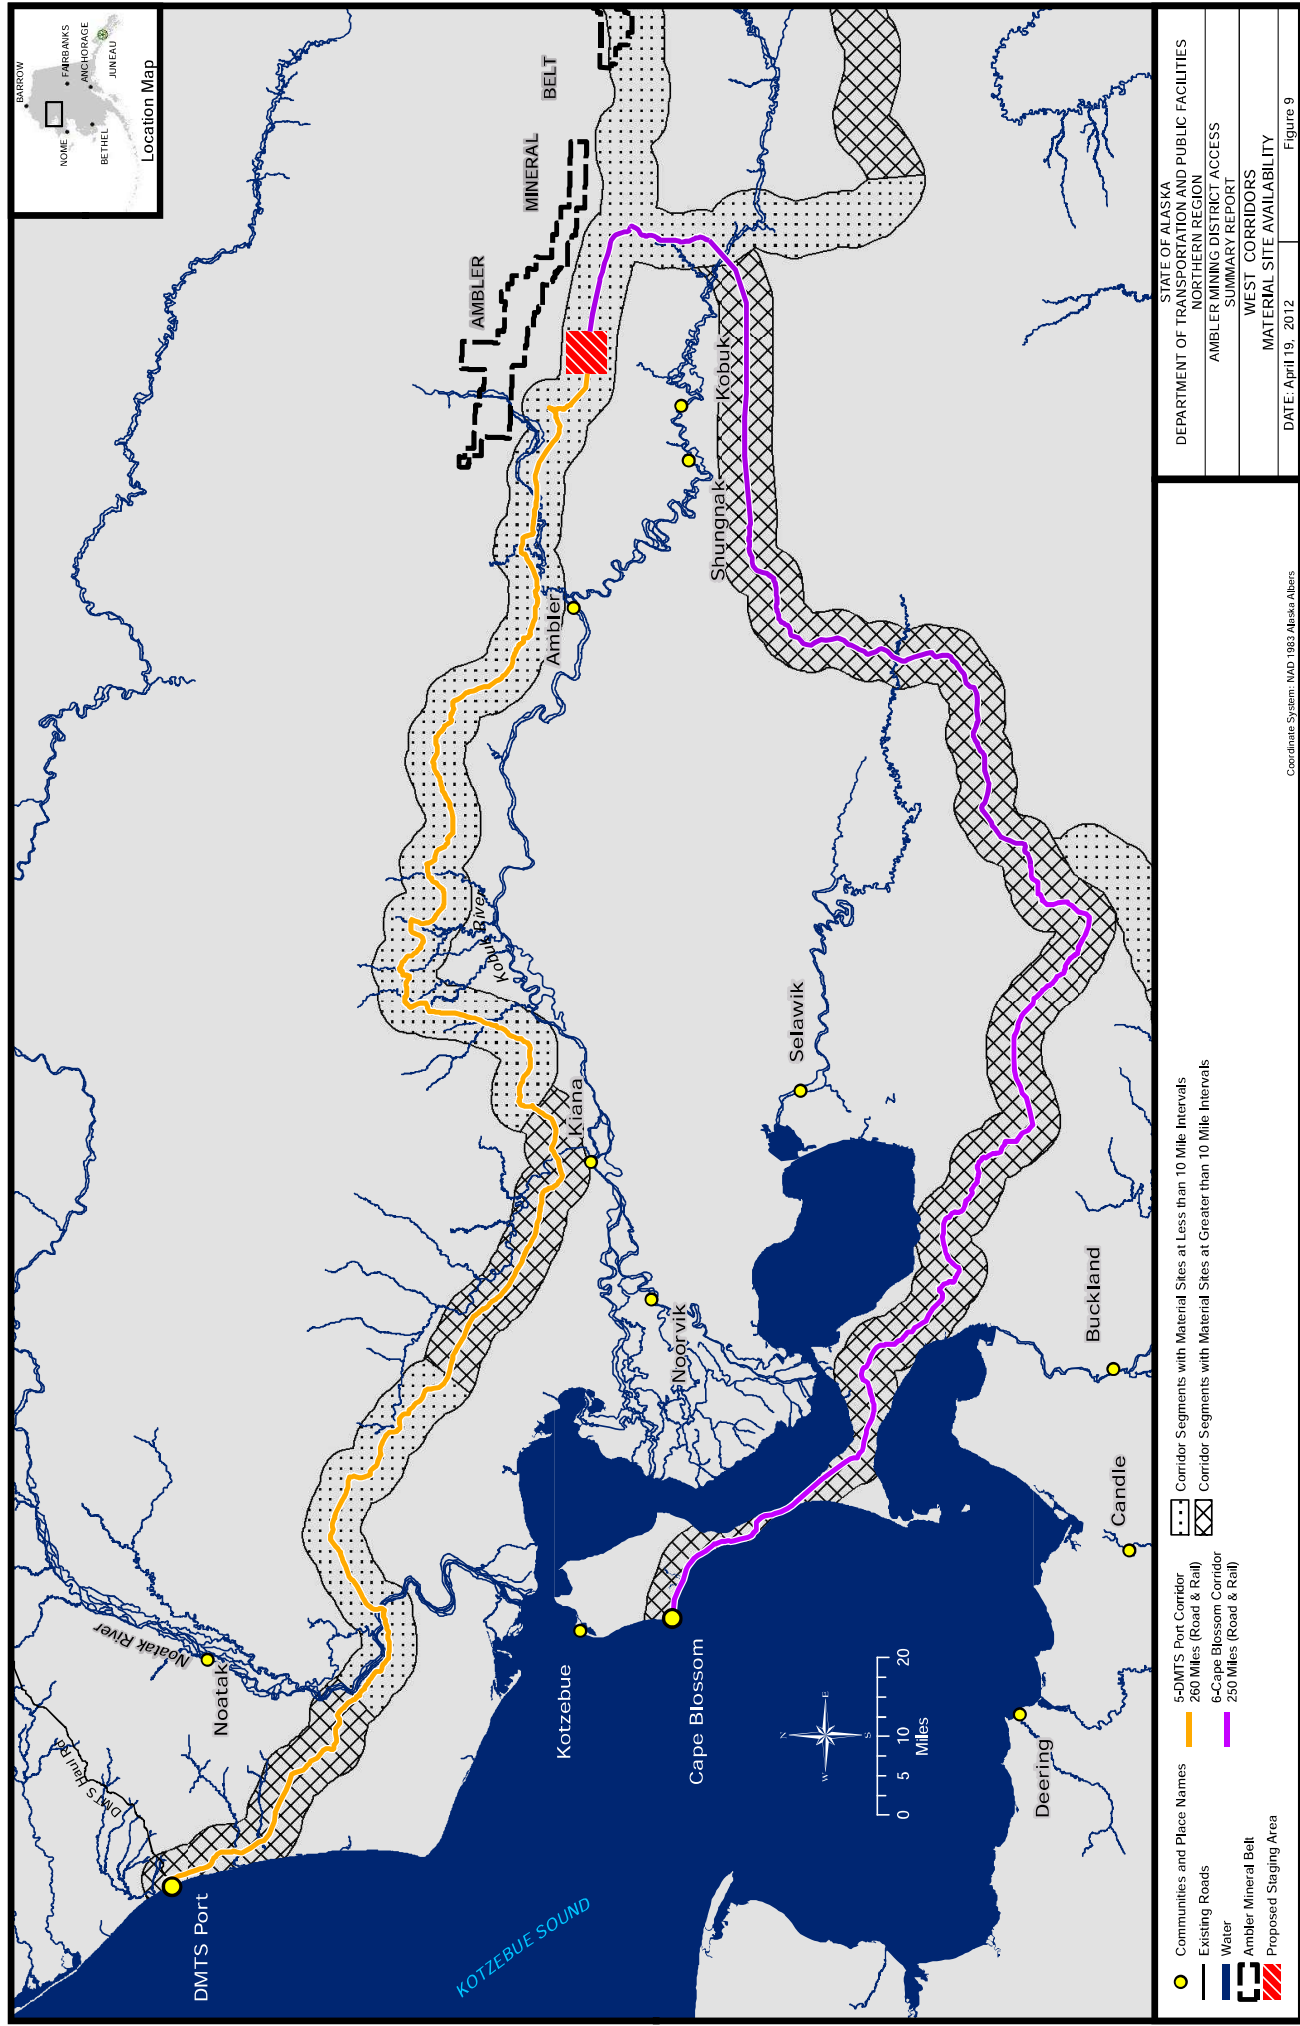 BARROW
FAIRBANKS
NOME
ANCHORAGE
BETHEL
JUNEAU
Location Map
AMBLER
MINERAL
BELT
Noatak River
Noatak
DMTS Haul Rd
DMTS Port
Kobuk River
Kiana
Ambler
Shungnak
Kobuk
Selawik
Noorvik
Kotzebue
Cape Blossom
Buckland
Candle
Deering
KOTZEBUE SOUND
N
W
E
S
0 5 10 20
Miles
Communities and Place Names
Existing Roads
Water
Ambler Mineral Belt
Proposed Staging Area
5-DMTS Port Corridor
260 Miles (Road & Rail)
6-Cape Blossom Corridor
250 Miles (Road & Rail)
Corridor Segments with Material Sites at Less than 10 Mile Intervals
Corridor Segments with Material Sites at Greater than 10 Mile Intervals
Coordinate System: NAD 1983 Alaska Albers
STATE OF ALASKA
DEPARTMENT OF TRANSPORTATION AND PUBLIC FACILITIES
NORTHERN REGION
AMBLER MINING DISTRICT ACCESS
SUMMARY REPORT
WEST CORRIDORS
MATERIAL SITE AVAILABILITY
DATE: April 19, 2012
Figure 9